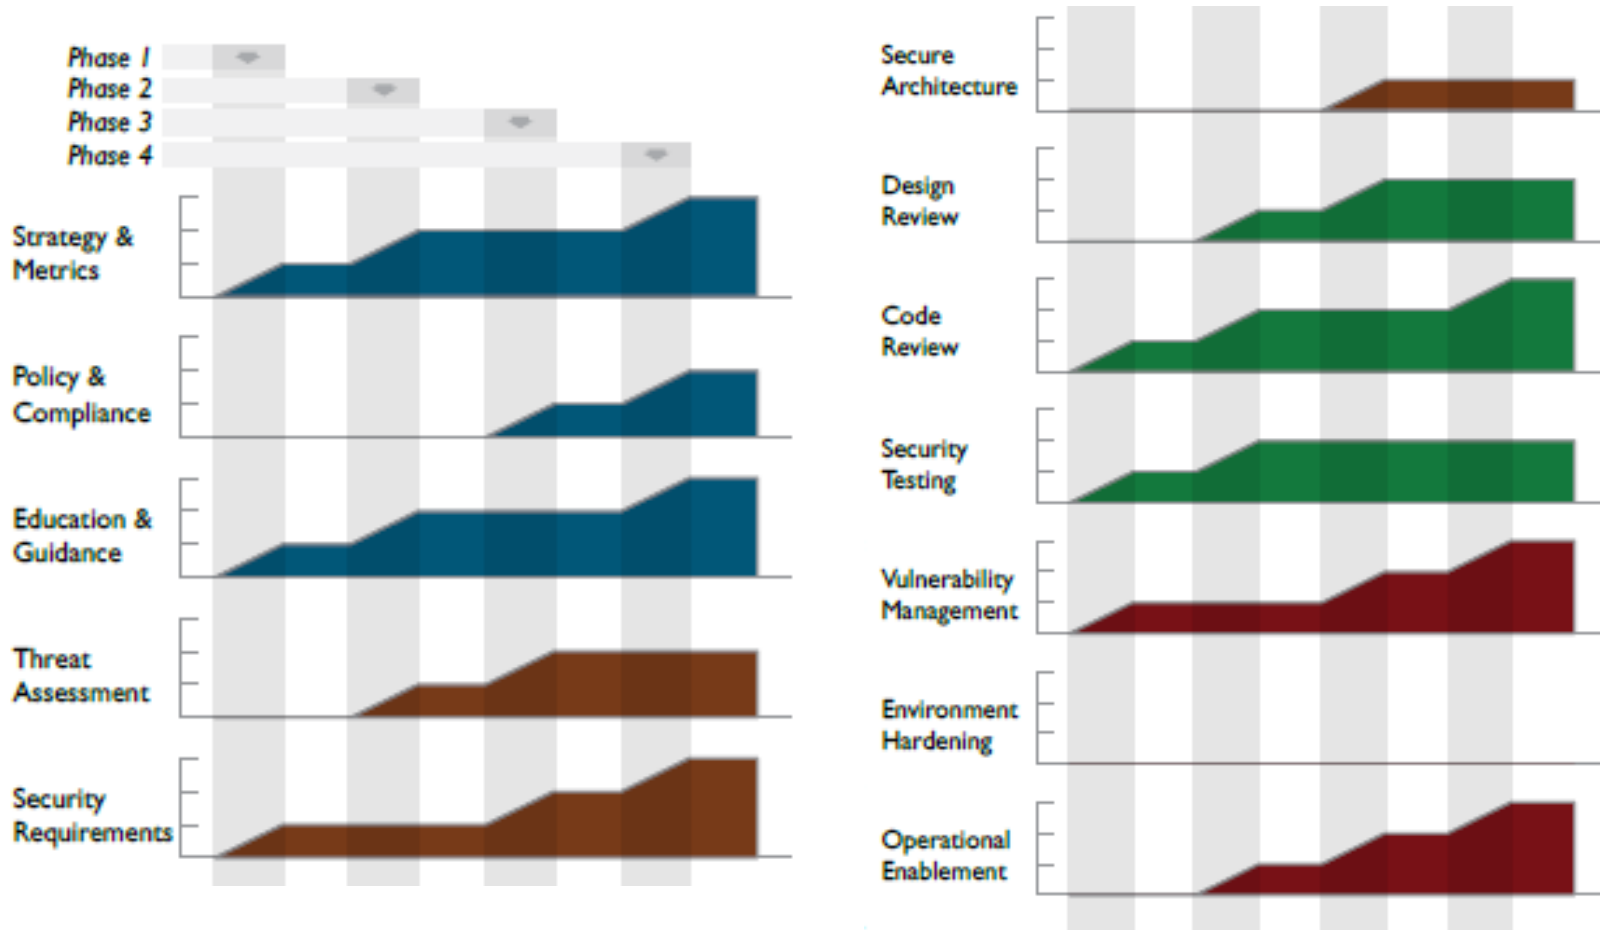 Phase 1
Phase 2
Phase 3
Phase 4
Strategy &
Metrics
Policy &
Compliance
Education &
Guidance
Threat
Assessment
Security
Requirements
Secure
Architecture
Design
Review
Code
Review
Security
Testing
Vulnerability
Management
Environment
Hardening
Operational
Enablement